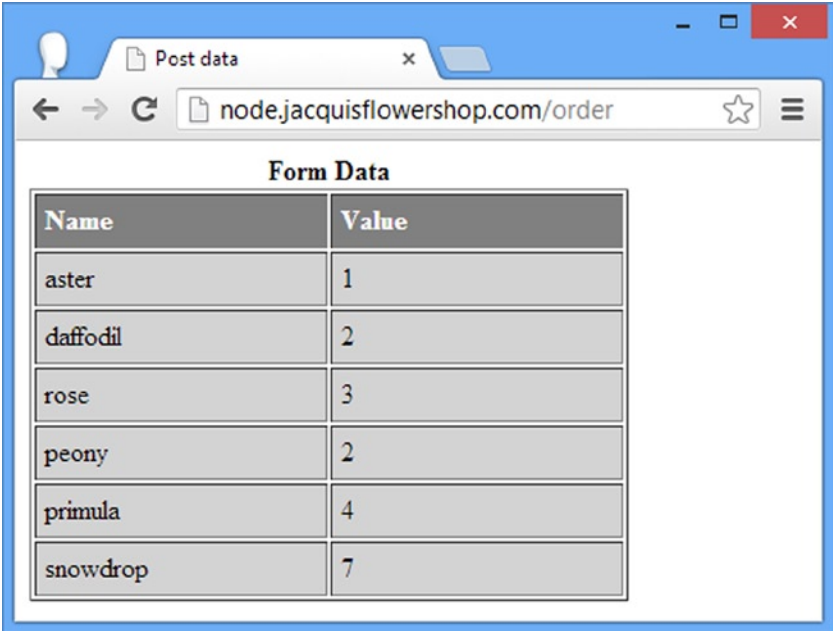 Post data
node.jacquisflowershop.com/order
Form Data
Name Value
aster 1
daffodil 2
rose 3
peony 2
primula 4
snowdrop 7